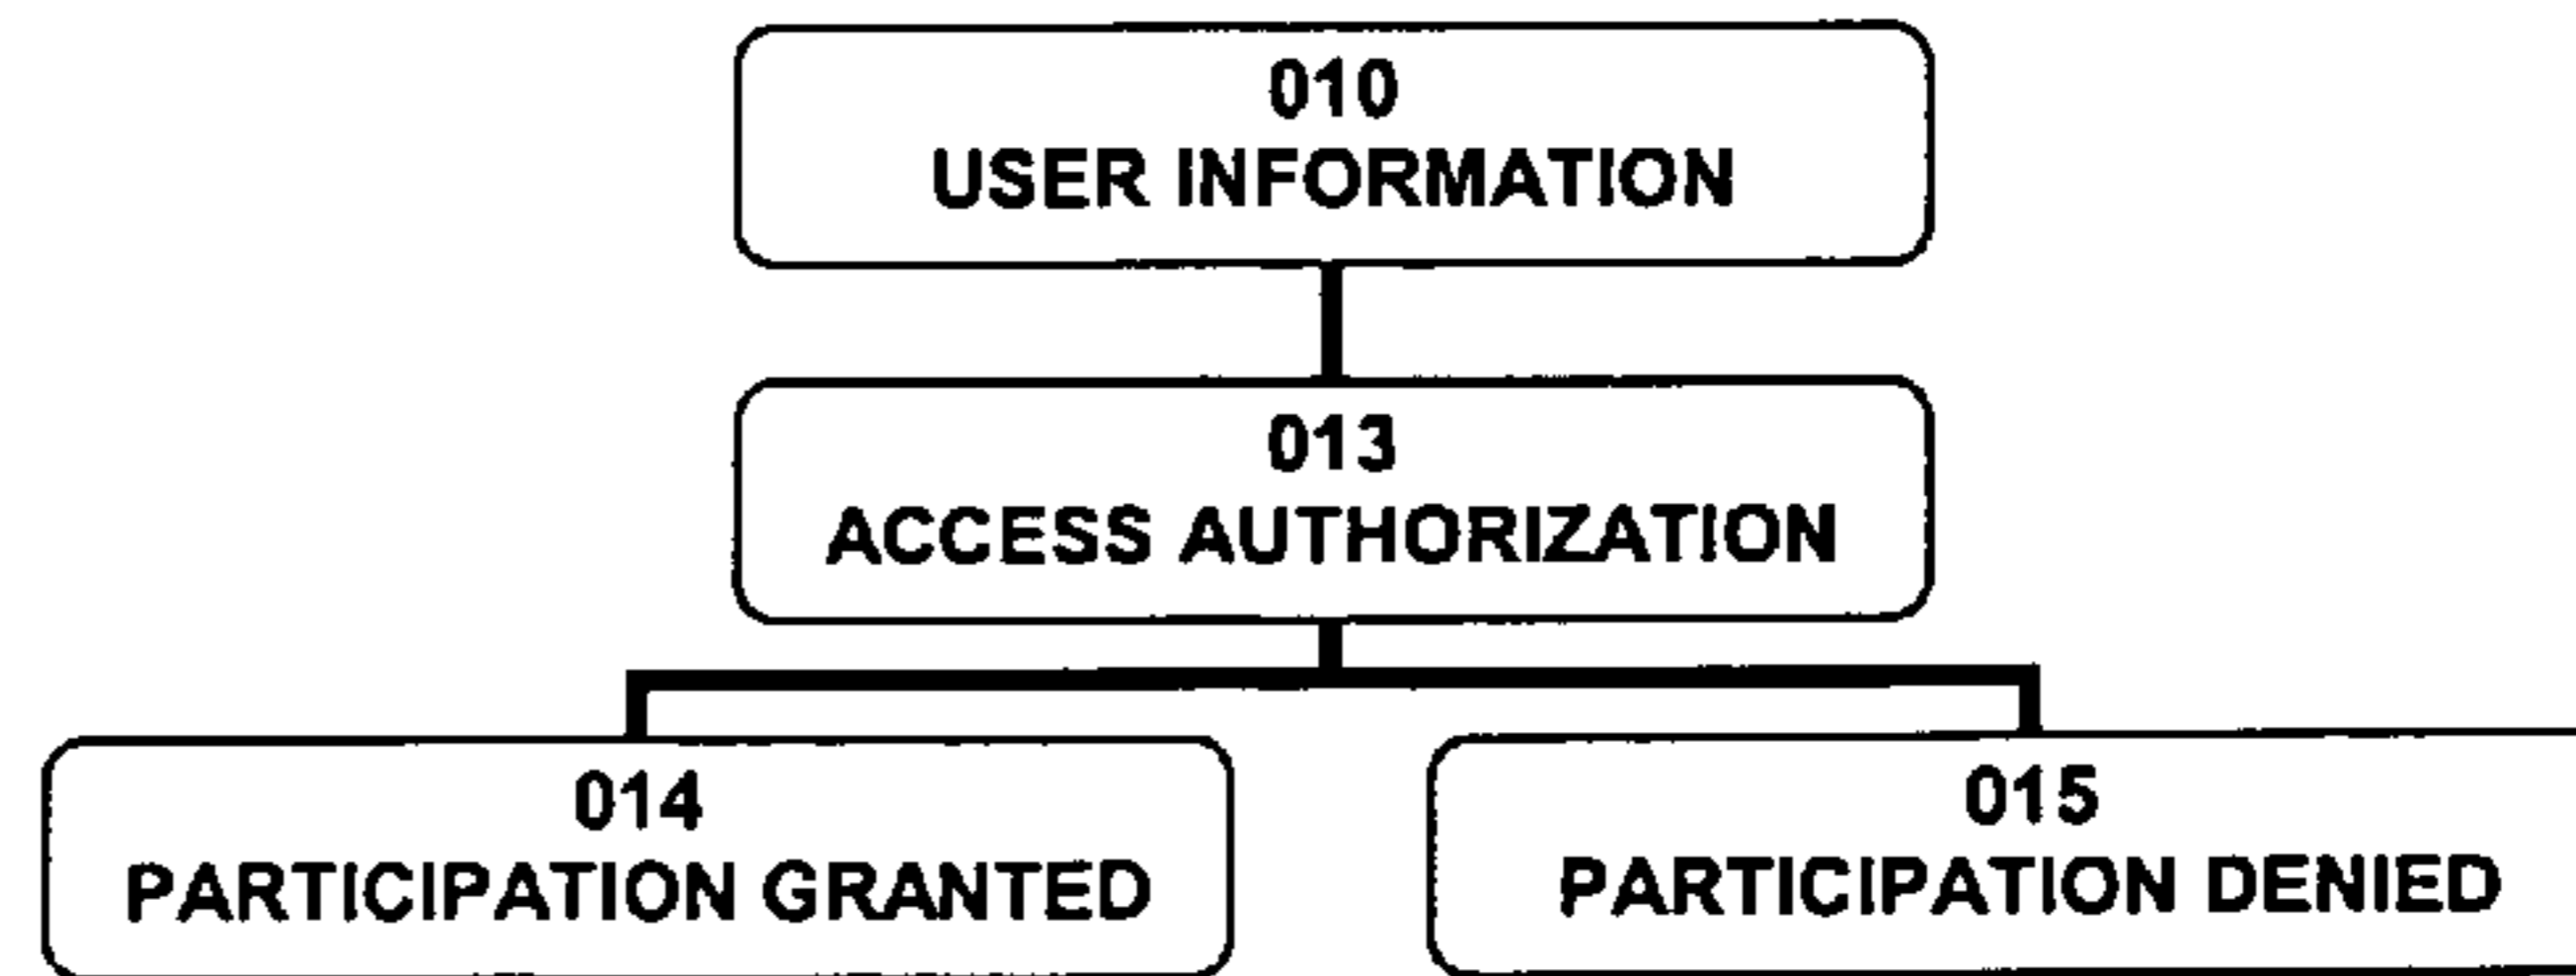 010
USER INFORMATION
013
ACCESS AUTHORIZATION
014
PARTICIPATION GRANTED
015
PARTICIPATION DENIED